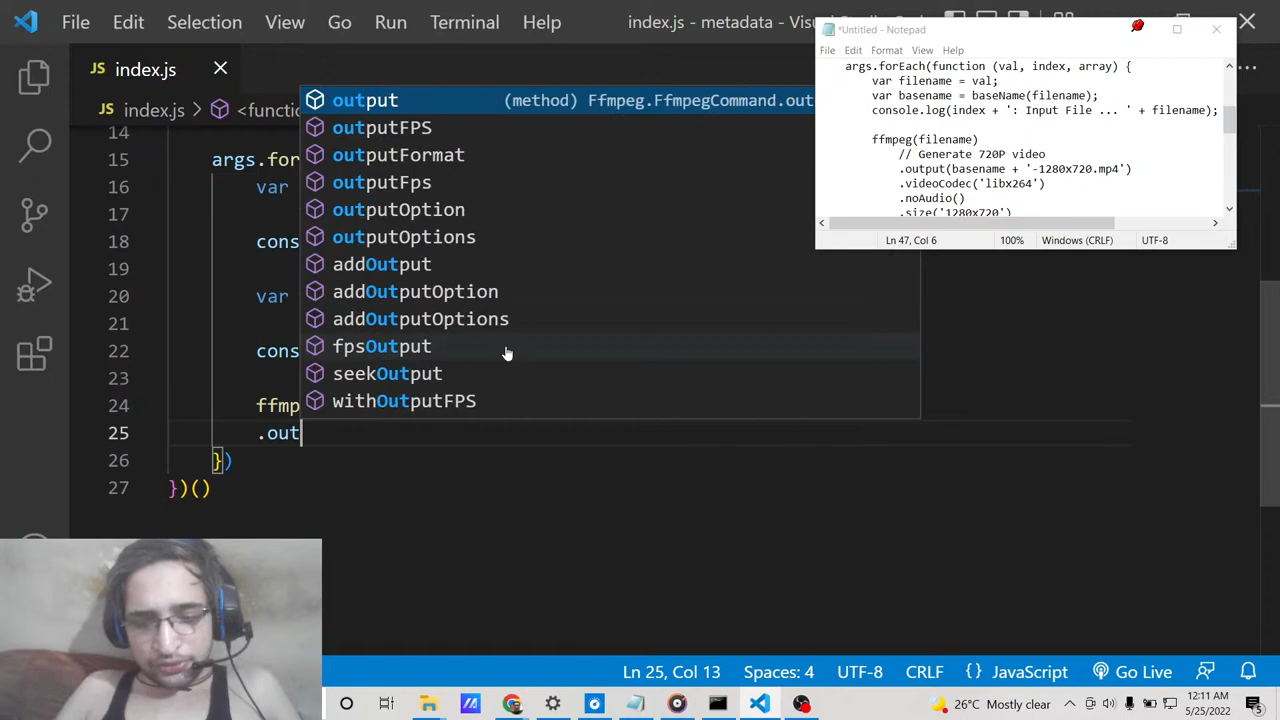 File Edit Selection View Go Run Terminal Help index.js - metadata - Visual
*Untitled - Notepad
File Edit Format View Help
args.forEach(function (val, index, array) {
var filename = val;
var basename = baseName(filename);
console.log(index + ': Input File ... ' + filename);
ffmpeg(filename)
// Generate 720P video
.output(basename + '-1280x720.mp4')
.videoCodec('libx264')
.noAudio()
.size('1280x720')
Ln 47, Col 6 100% Windows (CRLF) UTF-8
JS index.js
JS index.js > <functi
14
15 args.for
16 var
17
18 cons
19
20 var
21
22 cons
23
24 ffmp
25 .out
26 })
27 })()
output (method) Ffmpeg.FfmpegCommand.out
outputFPS
outputFormat
outputFps
outputOption
outputOptions
addOutput
addOutputOption
addOutputOptions
fpsOutput
seekOutput
withOutputFPS
Ln 25, Col 13 Spaces: 4 UTF-8 CRLF {} JavaScript Go Live
26°C Mostly clear
12:11 AM
5/25/2022
5